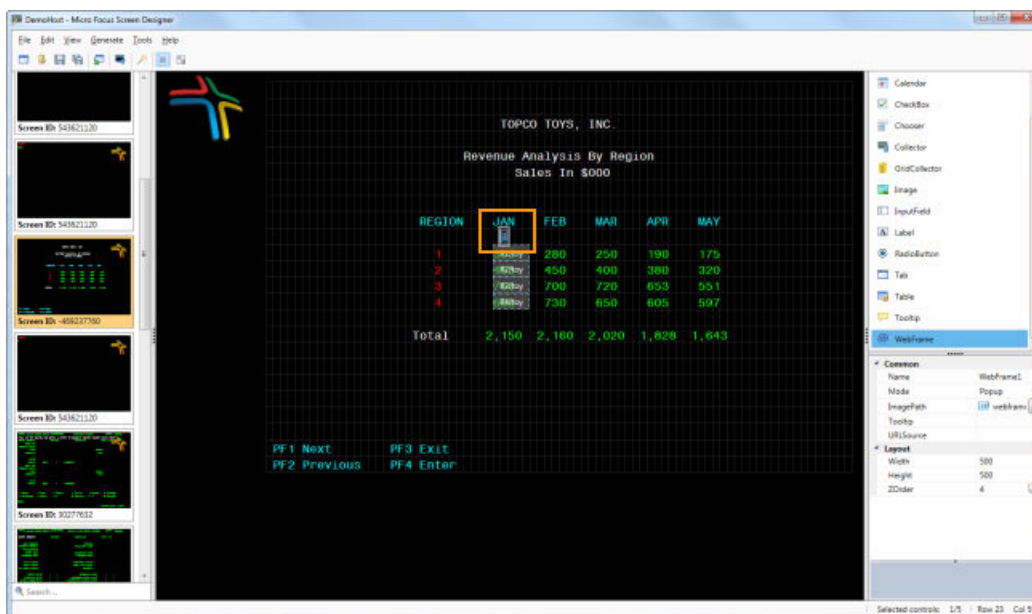 DemoHost - Micro Focus Screen Designer
File Edit View Generate Tools Help
Screen ID: 543621120
Screen ID: 543621120
Screen ID: -469237760
Screen ID: 543621120
Screen ID: 30277652
Search...
TOPCO TOYS, INC.
Revenue Analysis By Region
Sales In $000
REGION JAN FEB MAR APR MAY
1 280 250 190 175
2 450 400 380 320
3 700 720 653 551
4 730 650 605 597
Total 2,150 2,160 2,020 1,828 1,643
PF1 Next PF3 Exit
PF2 Previous PF4 Enter
Calendar
CheckBox
Chooser
Collector
GridCollector
Image
InputField
Label
RadioButton
Tab
Table
Tooltip
WebFrame
Common
Name WebFrame1
Mode Popup
ImagePath webframe
Tooltip
URLSource
Layout
Width 500
Height 500
ZOrder 4
Selected controls: 1/5 Row 23 Col